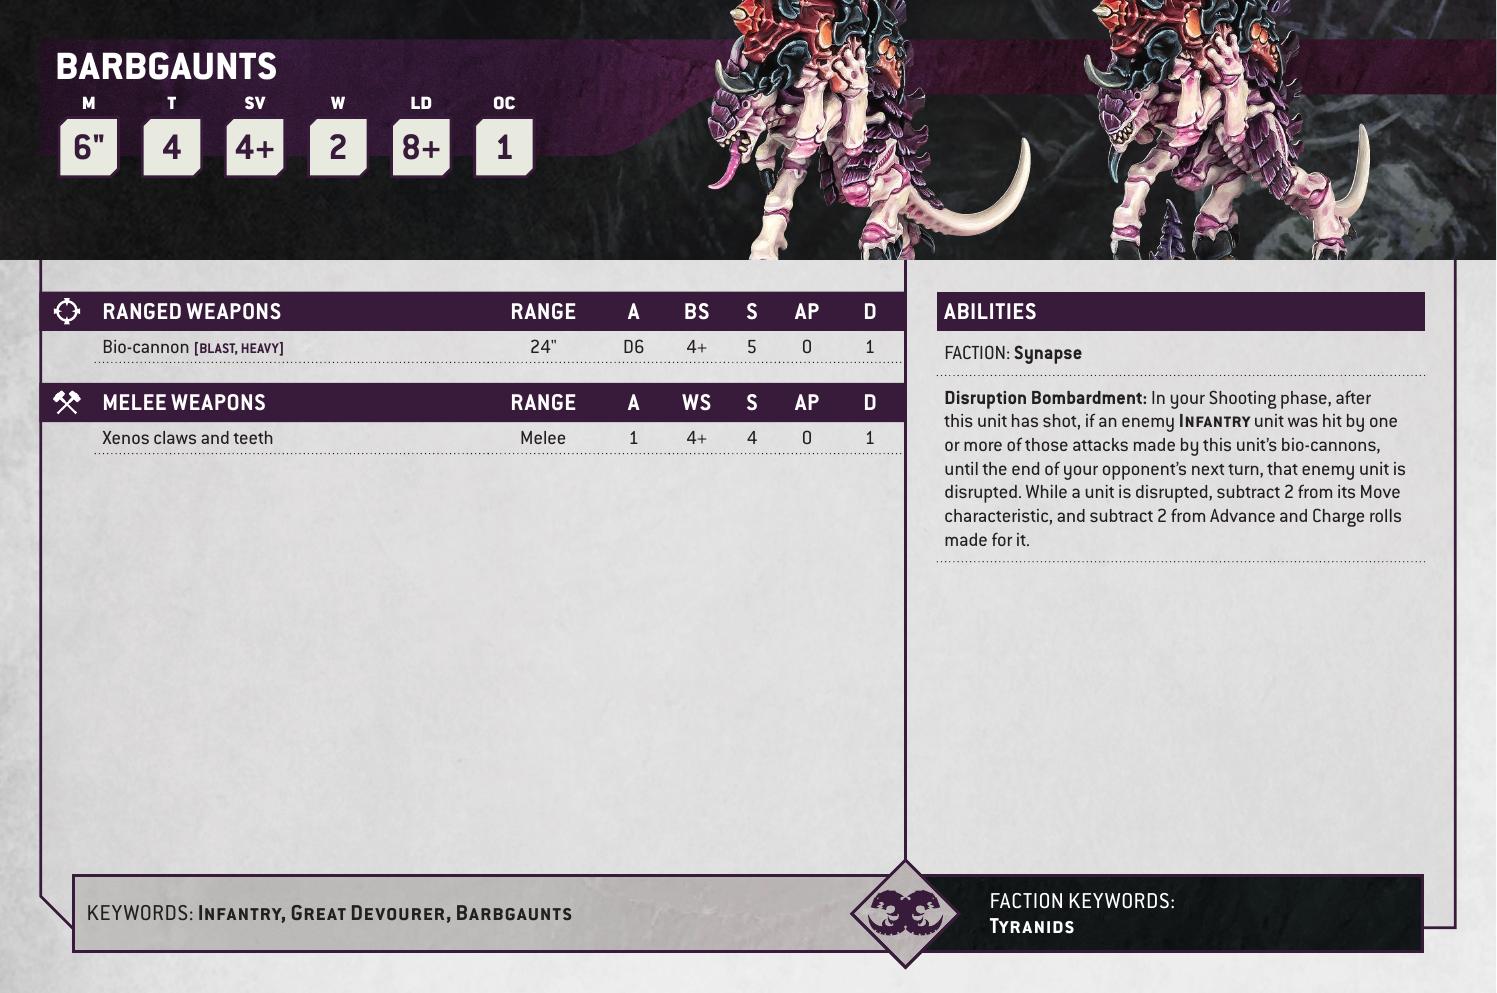 BARBGAUNTS
M T SV W LD OC
6" 4 4+ 2 8+ 1
RANGED WEAPONS RANGE A BS S AP D
Bio-cannon [BLAST, HEAVY] 24" D6 4+ 5 0 1
MELEE WEAPONS RANGE A WS S AP D
Xenos claws and teeth Melee 1 4+ 4 0 1
ABILITIES
FACTION: Synapse
Disruption Bombardment: In your Shooting phase, after
this unit has shot, if an enemy INFANTRY unit was hit by one
or more of those attacks made by this unit's bio-cannons,
until the end of your opponent's next turn, that enemy unit is
disrupted. While a unit is disrupted, subtract 2 from its Move
characteristic, and subtract 2 from Advance and Charge rolls
made for it.
KEYWORDS: INFANTRY, GREAT DEVOURER, BARBGAUNTS
FACTION KEYWORDS:
TYRANIDS